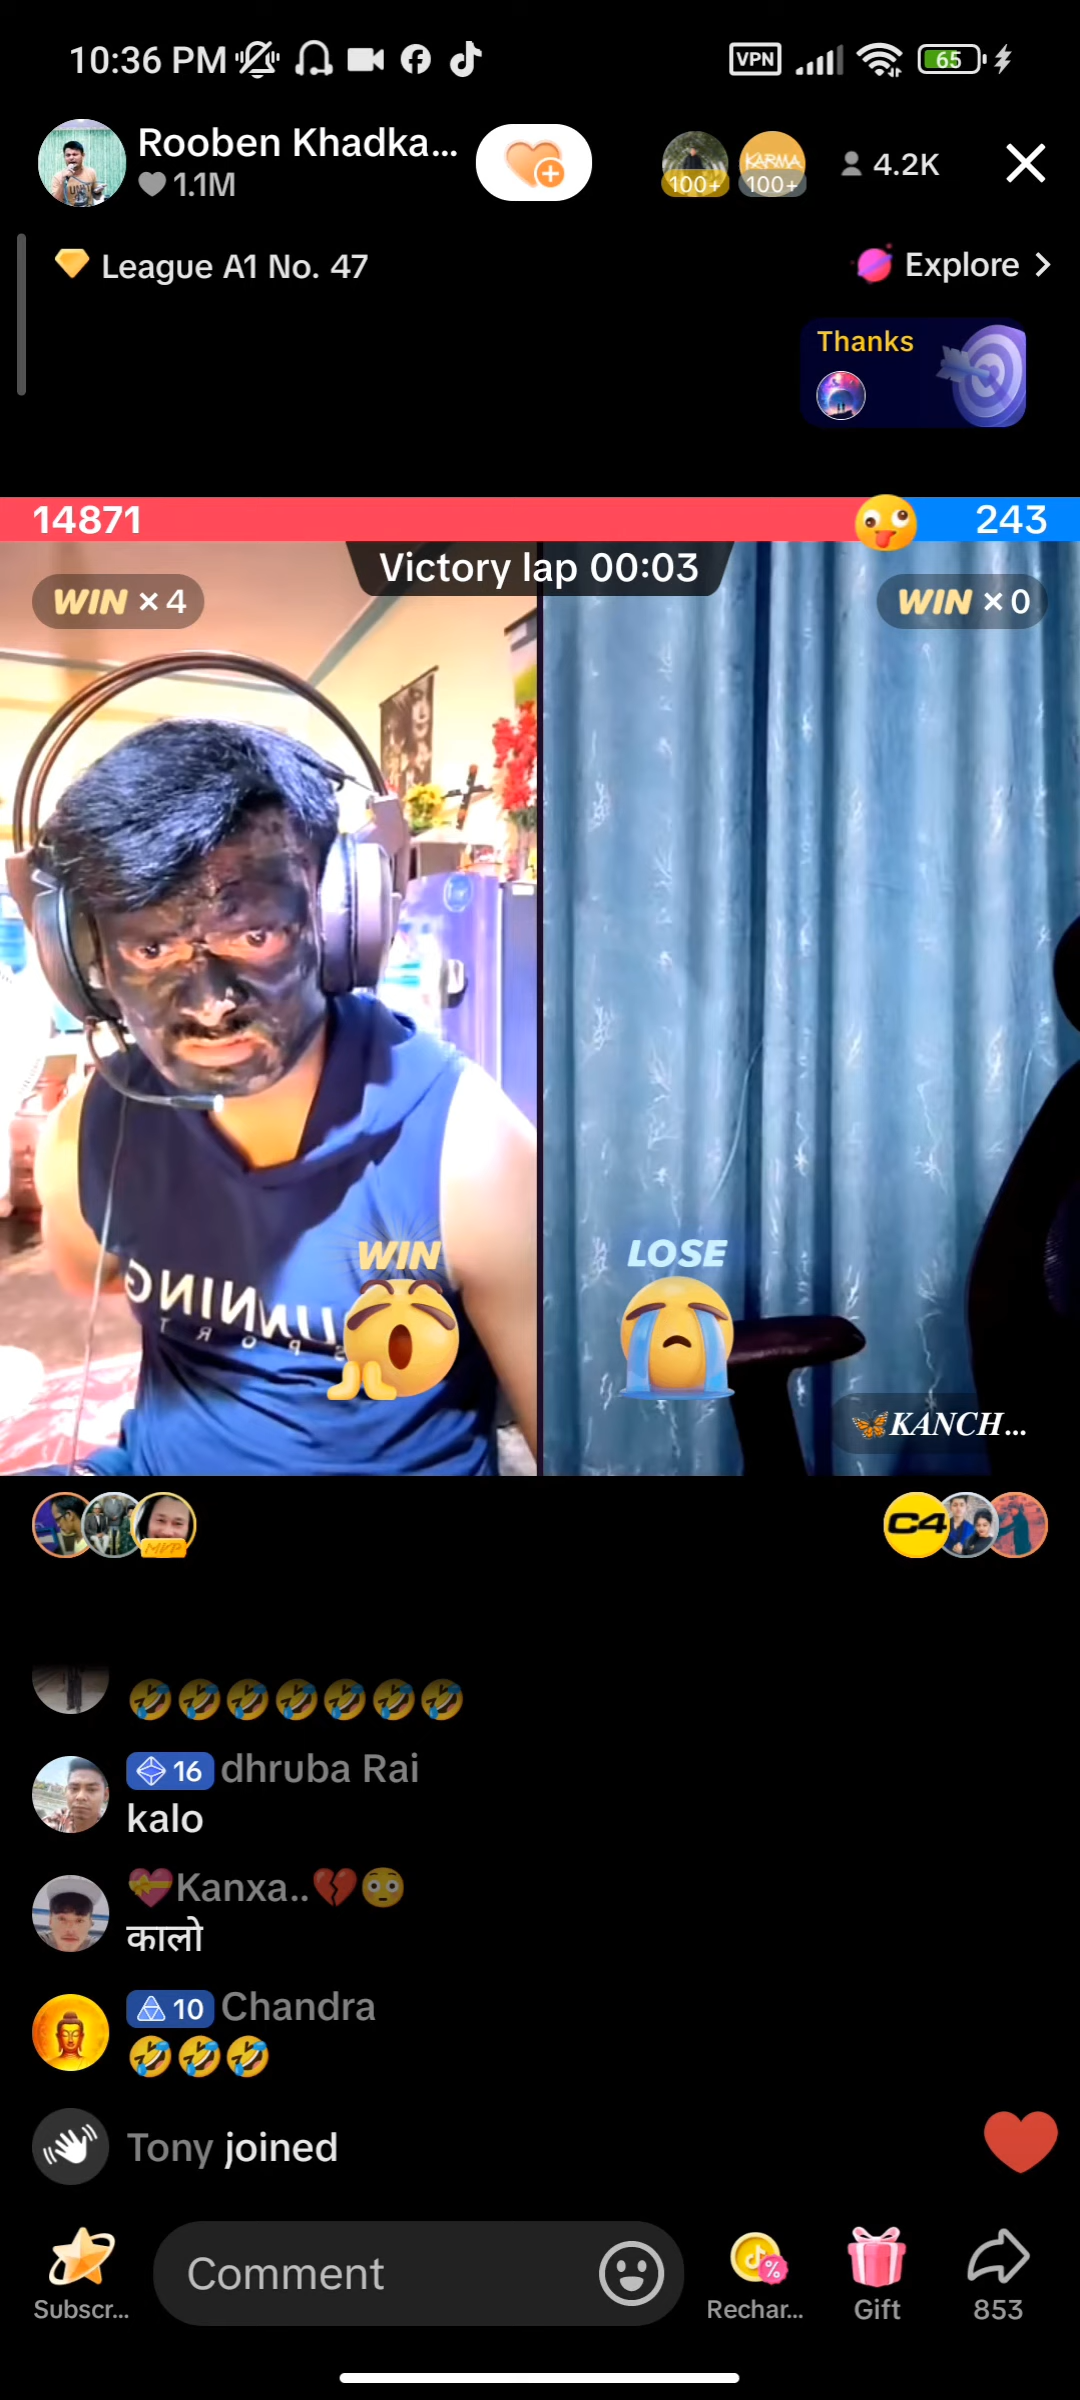 10:36 PM
VPN
65
Rooben Khadka...
1.1M
100+
KARMA
100+
4.2K
League A1 No. 47
Explore
Thanks
14871
243
Victory lap 00:03
WIN × 4
WIN × 0
WIN
LOSE
KANCH...
MVP
C4
🤣🤣🤣🤣🤣🤣🤣
16 dhruba Rai
kalo
💝Kanxa..💔😳
कालो
10 Chandra
🤣🤣🤣
Tony joined
Subscr...
Comment
Rechar...
Gift
853